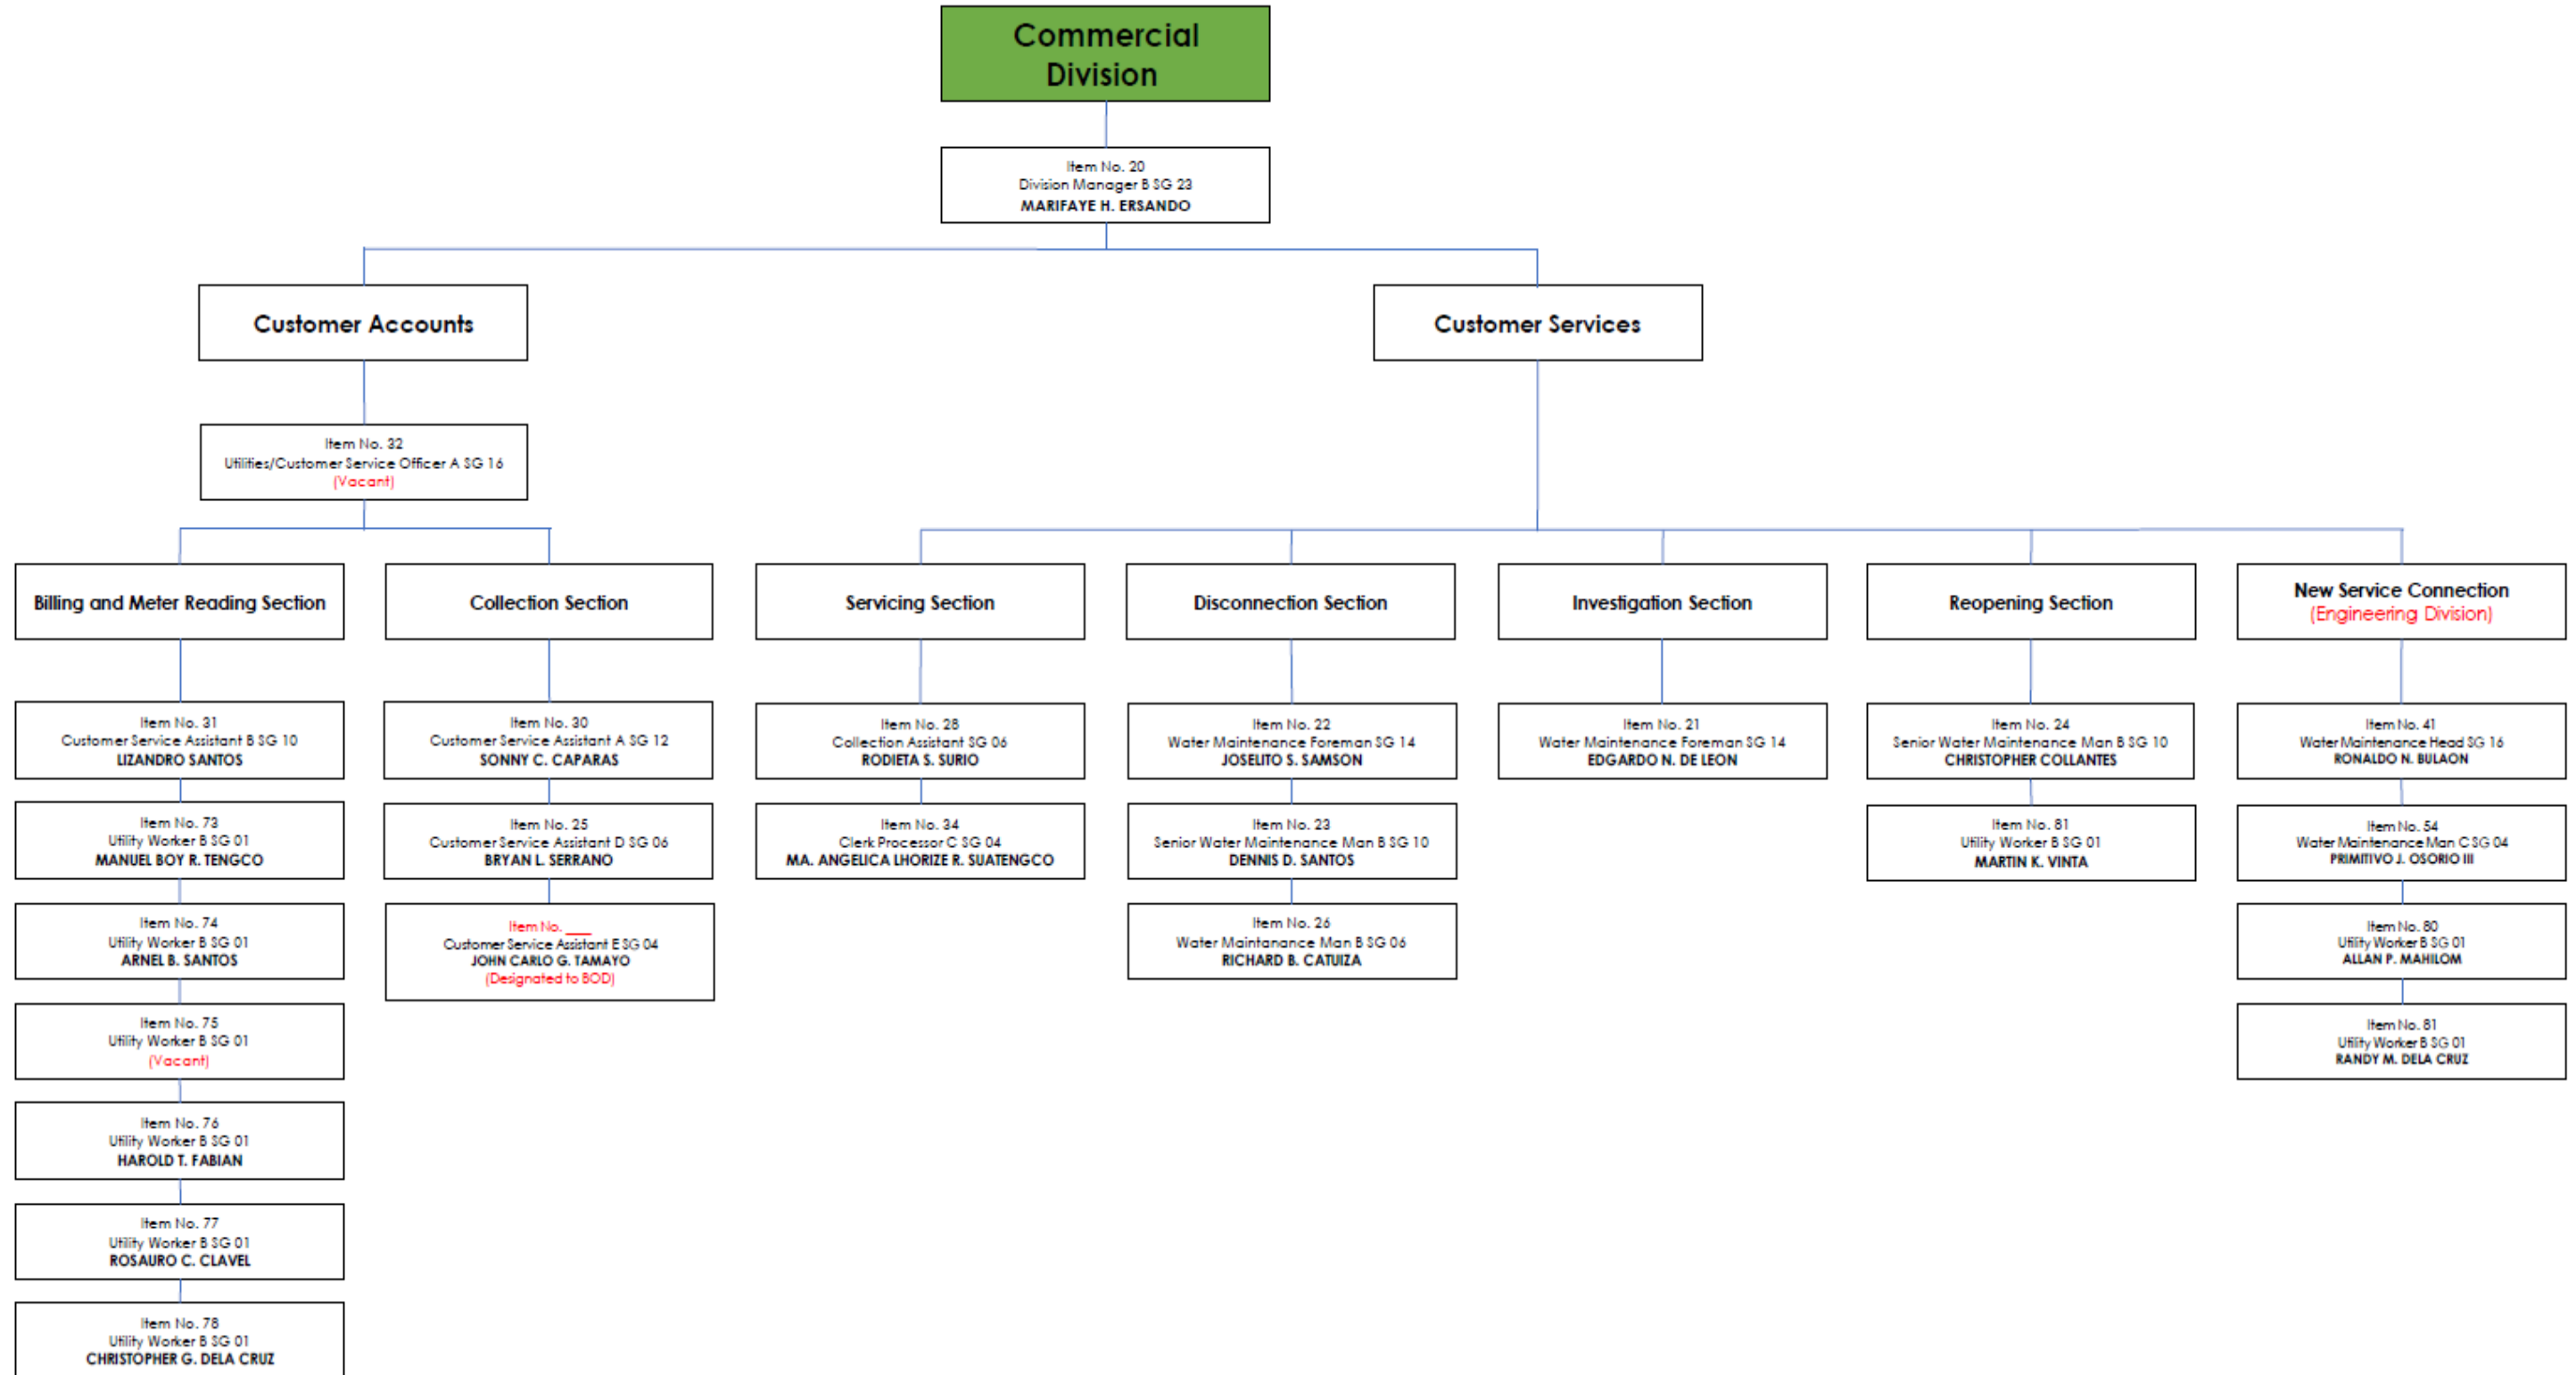 Commercial
Division
Item No. 20
Division Manager B SG 23
MARIFAYE H. ERSANDO
Customer Accounts
Item No. 32
Utilities/Customer Service Officer A SG 16
(Vacant)
Billing and Meter Reading Section
Item No. 31
Customer Service Assistant B SG 10
LIZANDRO SANTOS
Item No. 73
Utility Worker B SG 01
MANUEL BOY R. TENGCO
Item No. 74
Utility Worker B SG 01
ARNEL B. SANTOS
Item No. 75
Utility Worker B SG 01
(Vacant)
Item No. 76
Utility Worker B SG 01
HAROLD T. FABIAN
Item No. 77
Utility Worker B SG 01
ROSAURO C. CLAVEL
Item No. 78
Utility Worker B SG 01
CHRISTOPHER G. DELA CRUZ
Collection Section
Item No. 30
Customer Service Assistant A SG 12
SONNY C. CAPARAS
Item No. 25
Customer Service Assistant D SG 06
BRYAN L. SERRANO
Item No. ___
Customer Service Assistant E SG 04
JOHN CARLO G. TAMAYO
(Designated to BOD)
Customer Services
Servicing Section
Item No. 28
Collection Assistant SG 06
RODIETA S. SURIO
Item No. 34
Clerk Processor C SG 04
MA. ANGELICA LHORIZE R. SUATENGCO
Disconnection Section
Item No. 22
Water Maintenance Foreman SG 14
JOSELITO S. SAMSON
Item No. 23
Senior Water Maintenance Man B SG 10
DENNIS D. SANTOS
Item No. 26
Water Maintanance Man B SG 06
RICHARD B. CATUIZA
Investigation Section
Item No. 21
Water Maintenance Foreman SG 14
EDGARDO N. DE LEON
Reopening Section
Item No. 24
Senior Water Maintenance Man B SG 10
CHRISTOPHER COLLANTES
Item No. 81
Utility Worker B SG 01
MARTIN K. VINTA
New Service Connection
(Engineering Division)
Item No. 41
Water Maintenance Head SG 16
RONALDO N. BULAON
Item No. 54
Water Maintenance Man C SG 04
PRIMITIVO J. OSORIO III
Item No. 80
Utility Worker B SG 01
ALLAN P. MAHILOM
Item No. 81
Utility Worker B SG 01
RANDY M. DELA CRUZ